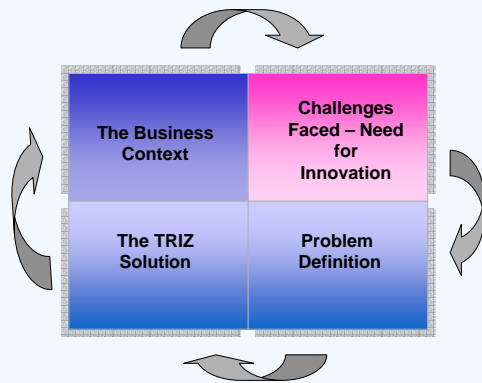 The Business
Context
Challenges
Faced – Need
for
Innovation
The TRIZ
Solution
Problem
Definition